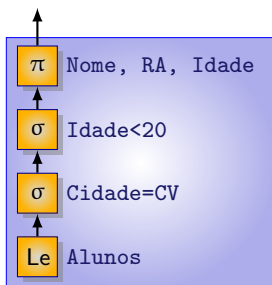 π Nome, RA, Idade
σ Idade<20
σ Cidade=CV
Le Alunos